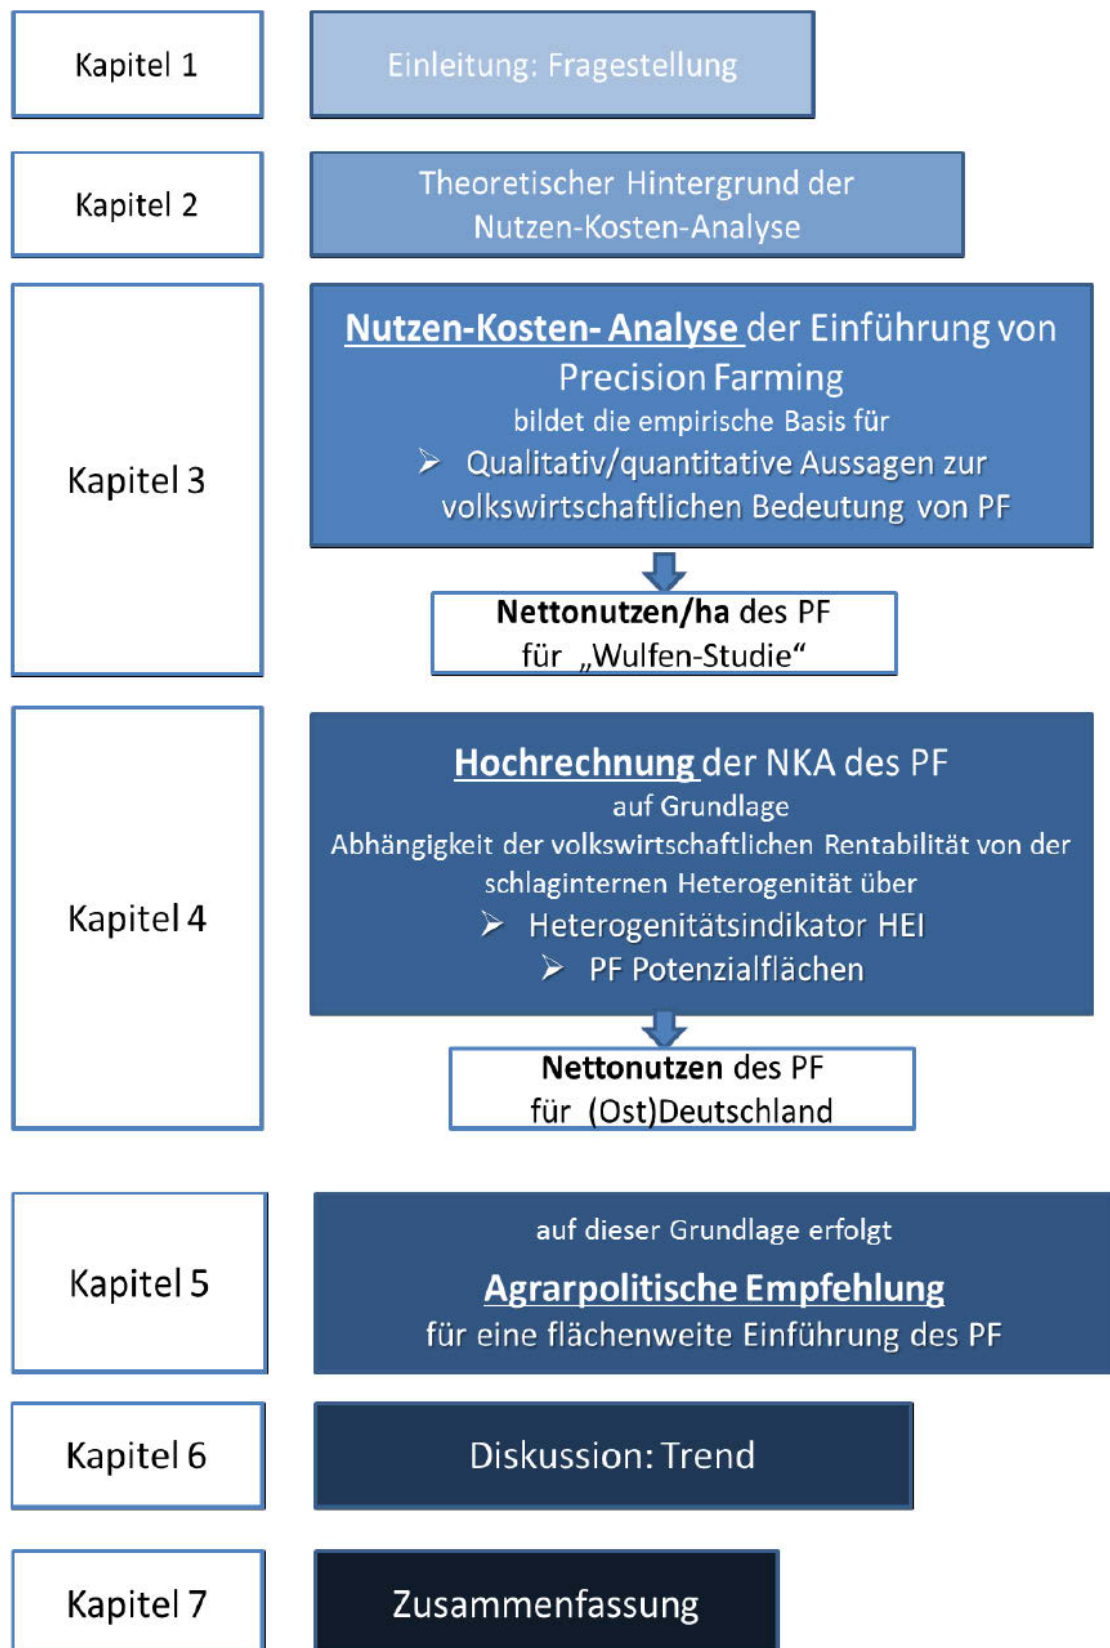 Kapitel 1
Einleitung: Fragestellung
Kapitel 2
Theoretischer Hintergrund der
Nutzen-Kosten-Analyse
Kapitel 3
Nutzen-Kosten- Analyse der Einführung von
Precision Farming
bildet die empirische Basis für
➢ Qualitativ/quantitative Aussagen zur
volkswirtschaftlichen Bedeutung von PF
Nettonutzen/ha des PF
für „Wulfen-Studie“
Kapitel 4
Hochrechnung der NKA des PF
auf Grundlage
Abhängigkeit der volkswirtschaftlichen Rentabilität von der
schlaginternen Heterogenität über
➢ Heterogenitätsindikator HEI
➢ PF Potenzialflächen
Nettonutzen des PF
für (Ost)Deutschland
Kapitel 5
auf dieser Grundlage erfolgt
Agrarpolitische Empfehlung
für eine flächenweite Einführung des PF
Kapitel 6
Diskussion: Trend
Kapitel 7
Zusammenfassung